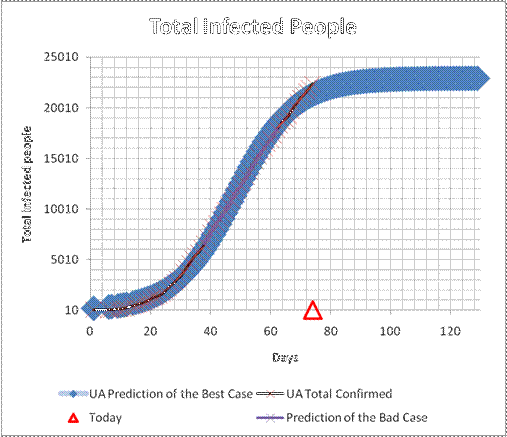 Total Infected People
25010
20010
15010
10010
5010
10
Total Infected people
0 20 40 60 80 100 120
Days
UA Prediction of the Best Case UA Total Confirmed
Today Prediction of the Bad Case